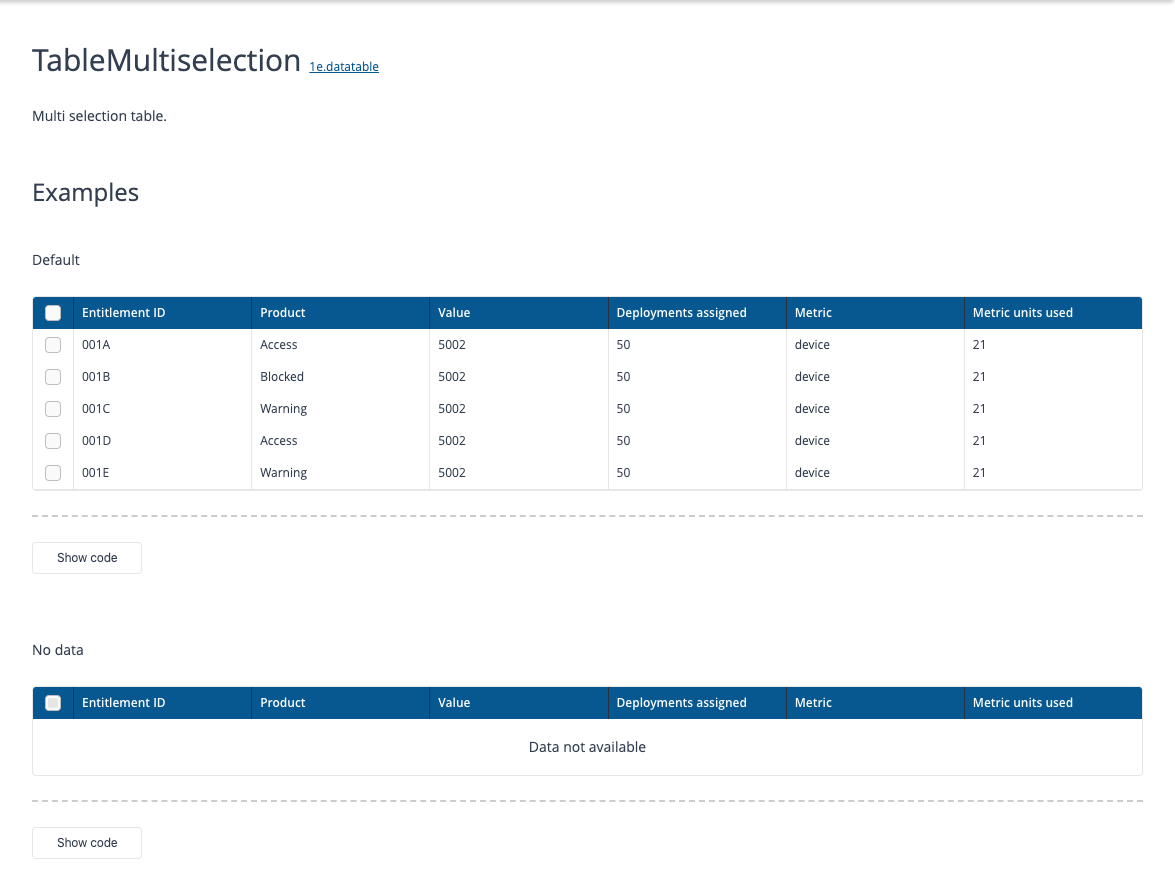 TableMultiselection 1e.datatable
Multi selection table.
Examples
Default
Entitlement ID Product Value Deployments assigned Metric Metric units used
001A Access 5002 50 device 21
001B Blocked 5002 50 device 21
001C Warning 5002 50 device 21
001D Access 5002 50 device 21
001E Warning 5002 50 device 21
Show code
No data
Entitlement ID Product Value Deployments assigned Metric Metric units used
Data not available
Show code